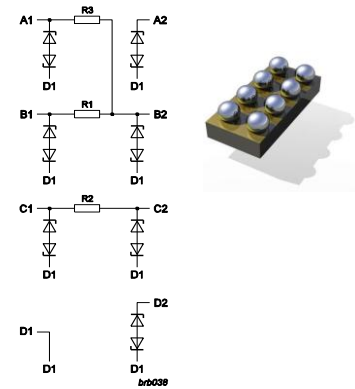 A1 R3 A2
D1 D1
B1 R1 B2
D1 D1
C1 R2 C2
D1 D1
D2
D1
D1 D1
brb038